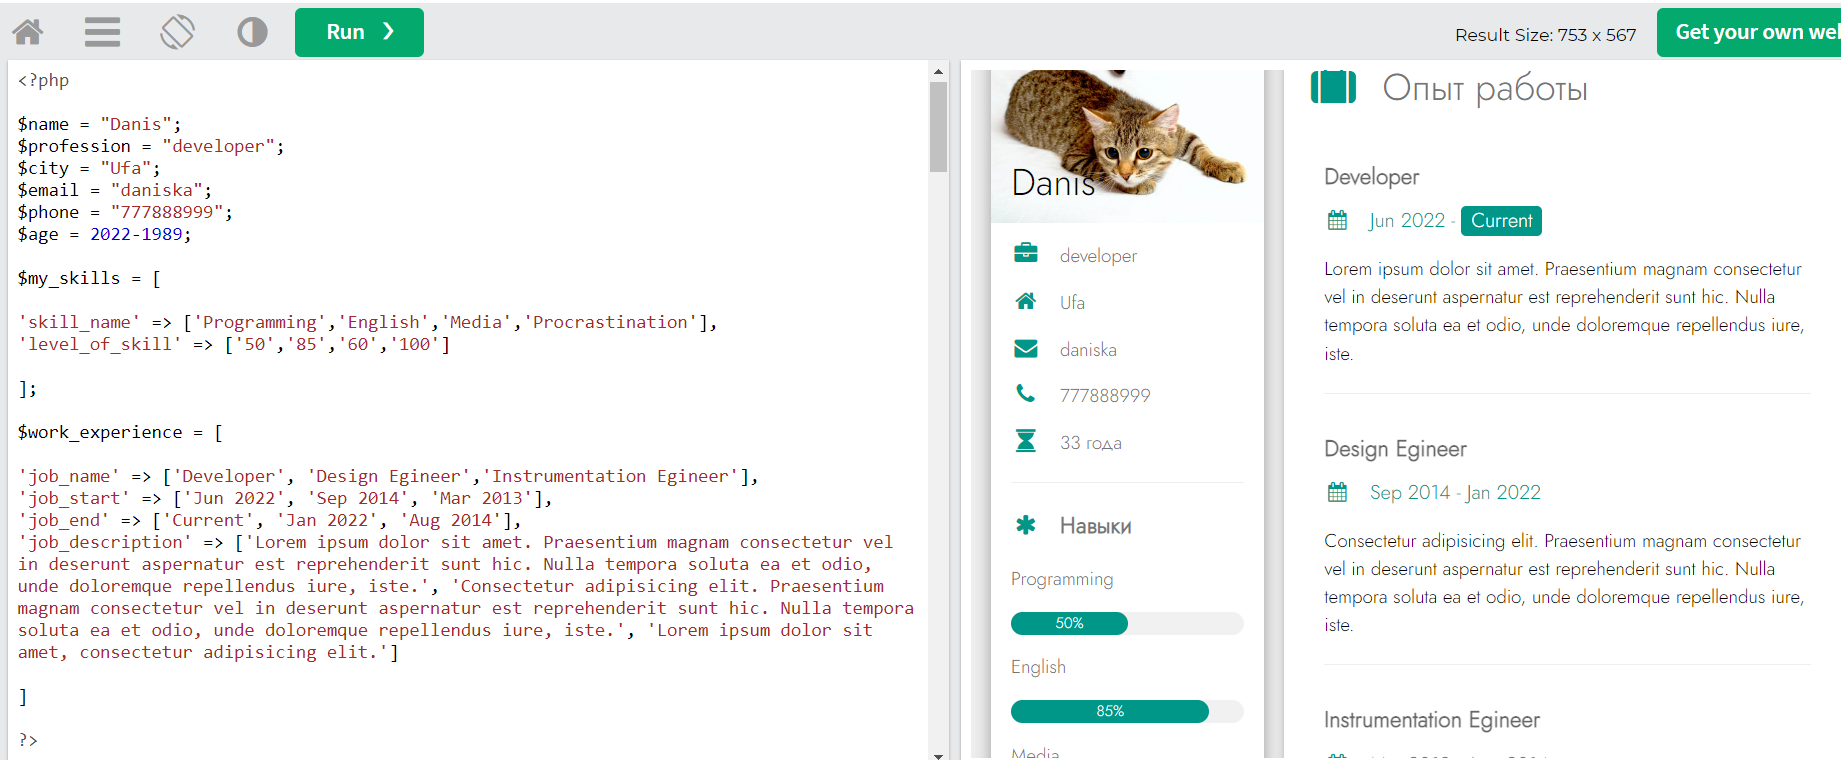 Run ❯
Result Size: 753 x 567
Get your own wel
<?php
$name = "Danis";
$profession = "developer";
$city = "Ufa";
$email = "daniska";
$phone = "777888999";
$age = 2022-1989;
$my_skills = [
'skill_name' => ['Programming','English','Media','Procrastination'],
'level_of_skill' => ['50','85','60','100']
];
$work_experience = [
'job_name' => ['Developer', 'Design Egineer','Instrumentation Egineer'],
'job_start' => ['Jun 2022', 'Sep 2014', 'Mar 2013'],
'job_end' => ['Current', 'Jan 2022', 'Aug 2014'],
'job_description' => ['Lorem ipsum dolor sit amet. Praesentium magnam consectetur vel
in deserunt aspernatur est reprehenderit sunt hic. Nulla tempora soluta ea et odio,
unde doloremque repellendus iure, iste.', 'Consectetur adipisicing elit. Praesentium
magnam consectetur vel in deserunt aspernatur est reprehenderit sunt hic. Nulla tempora
soluta ea et odio, unde doloremque repellendus iure, iste.', 'Lorem ipsum dolor sit
amet, consectetur adipisicing elit.']
]
?>
Danis
developer
Ufa
daniska
777888999
33 года
Навыки
Programming
50%
English
85%
Media
Опыт работы
Developer
Jun 2022 - Current
Lorem ipsum dolor sit amet. Praesentium magnam consectetur
vel in deserunt aspernatur est reprehenderit sunt hic. Nulla
tempora soluta ea et odio, unde doloremque repellendus iure,
iste.
Design Egineer
Sep 2014 - Jan 2022
Consectetur adipisicing elit. Praesentium magnam consectetur
vel in deserunt aspernatur est reprehenderit sunt hic. Nulla
tempora soluta ea et odio, unde doloremque repellendus iure,
iste.
Instrumentation Egineer